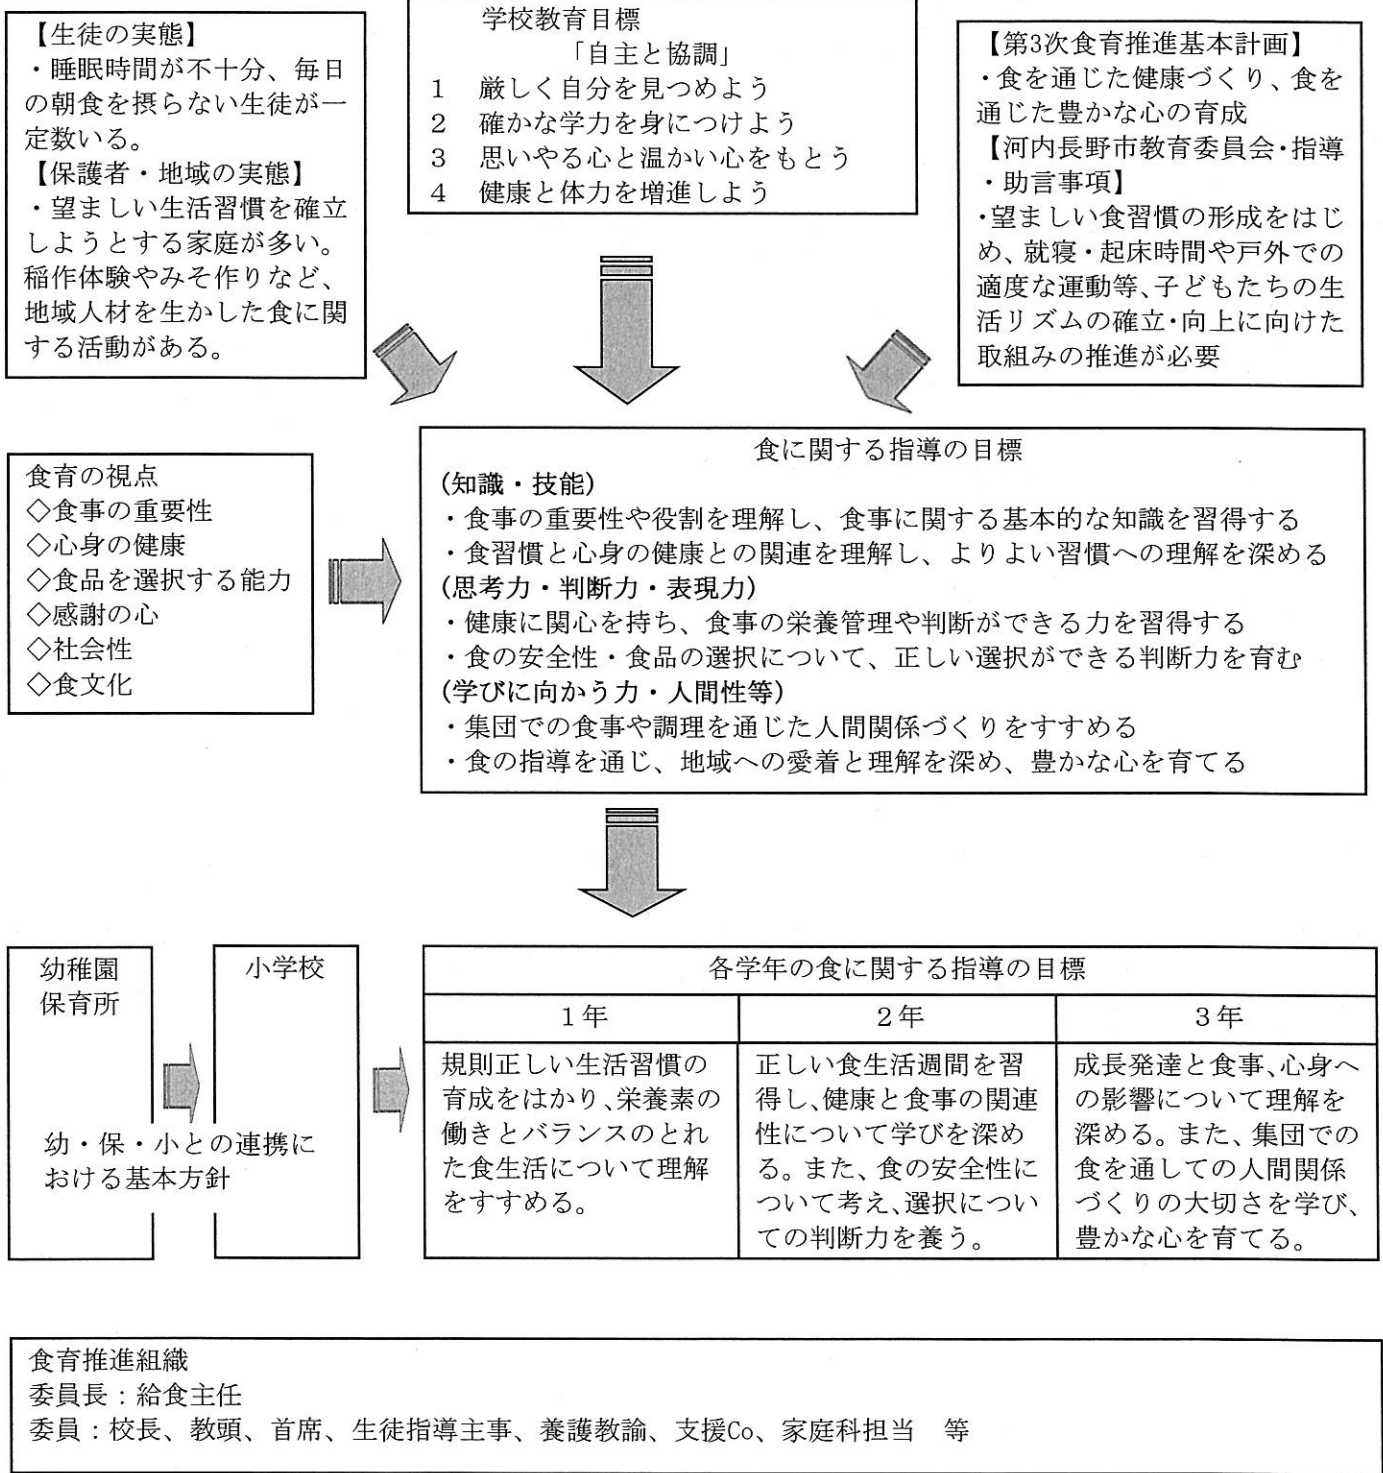 【生徒の実態】
・睡眠時間が不十分、毎日
の朝食を摂らない生徒が一
定数いる。
【保護者・地域の実態】
・望ましい生活習慣を確立
しようとする家庭が多い。
稲作体験やみそ作りなど、
地域人材を生かした食に関
する活動がある。
学校教育目標
「自主と協調」
1 厳しく自分を見つめよう
2 確かな学力を身につけよう
3 思いやる心と温かい心をもとう
4 健康と体力を増進しよう
【第3次食育推進基本計画】
・食を通じた健康づくり、食を
通じた豊かな心の育成
【河内長野市教育委員会・指導
・助言事項】
・望ましい食習慣の形成をはじ
め、就寝・起床時間や戸外での
適度な運動等、子どもたちの生
活リズムの確立・向上に向けた
取組みの推進が必要
食育の視点
◇食事の重要性
◇心身の健康
◇食品を選択する能力
◇感謝の心
◇社会性
◇食文化
食に関する指導の目標
(知識・技能)
・食事の重要性や役割を理解し、食事に関する基本的な知識を習得する
・食習慣と心身の健康との関連を理解し、よりよい習慣への理解を深める
(思考力・判断力・表現力)
・健康に関心を持ち、食事の栄養管理や判断ができる力を習得する
・食の安全性・食品の選択について、正しい選択ができる判断力を育む
(学びに向かう力・人間性等)
・集団での食事や調理を通じた人間関係づくりをすすめる
・食の指導を通じ、地域への愛着と理解を深め、豊かな心を育てる
幼稚園
保育所
小学校
幼・保・小との連携に
おける基本方針
各学年の食に関する指導の目標
1年
2年
3年
規則正しい生活習慣の
育成をはかり、栄養素の
働きとバランスのとれ
た食生活について理解
をすすめる。
正しい食生活週間を習
得し、健康と食事の関連
性について学びを深め
る。また、食の安全性に
ついて考え、選択につい
ての判断力を養う。
成長発達と食事、心身へ
の影響について理解を
深める。また、集団での
食を通しての人間関係
づくりの大切さを学び、
豊かな心を育てる。
食育推進組織
委員長：給食主任
委員：校長、教頭、首席、生徒指導主事、養護教諭、支援Co、家庭科担当　等